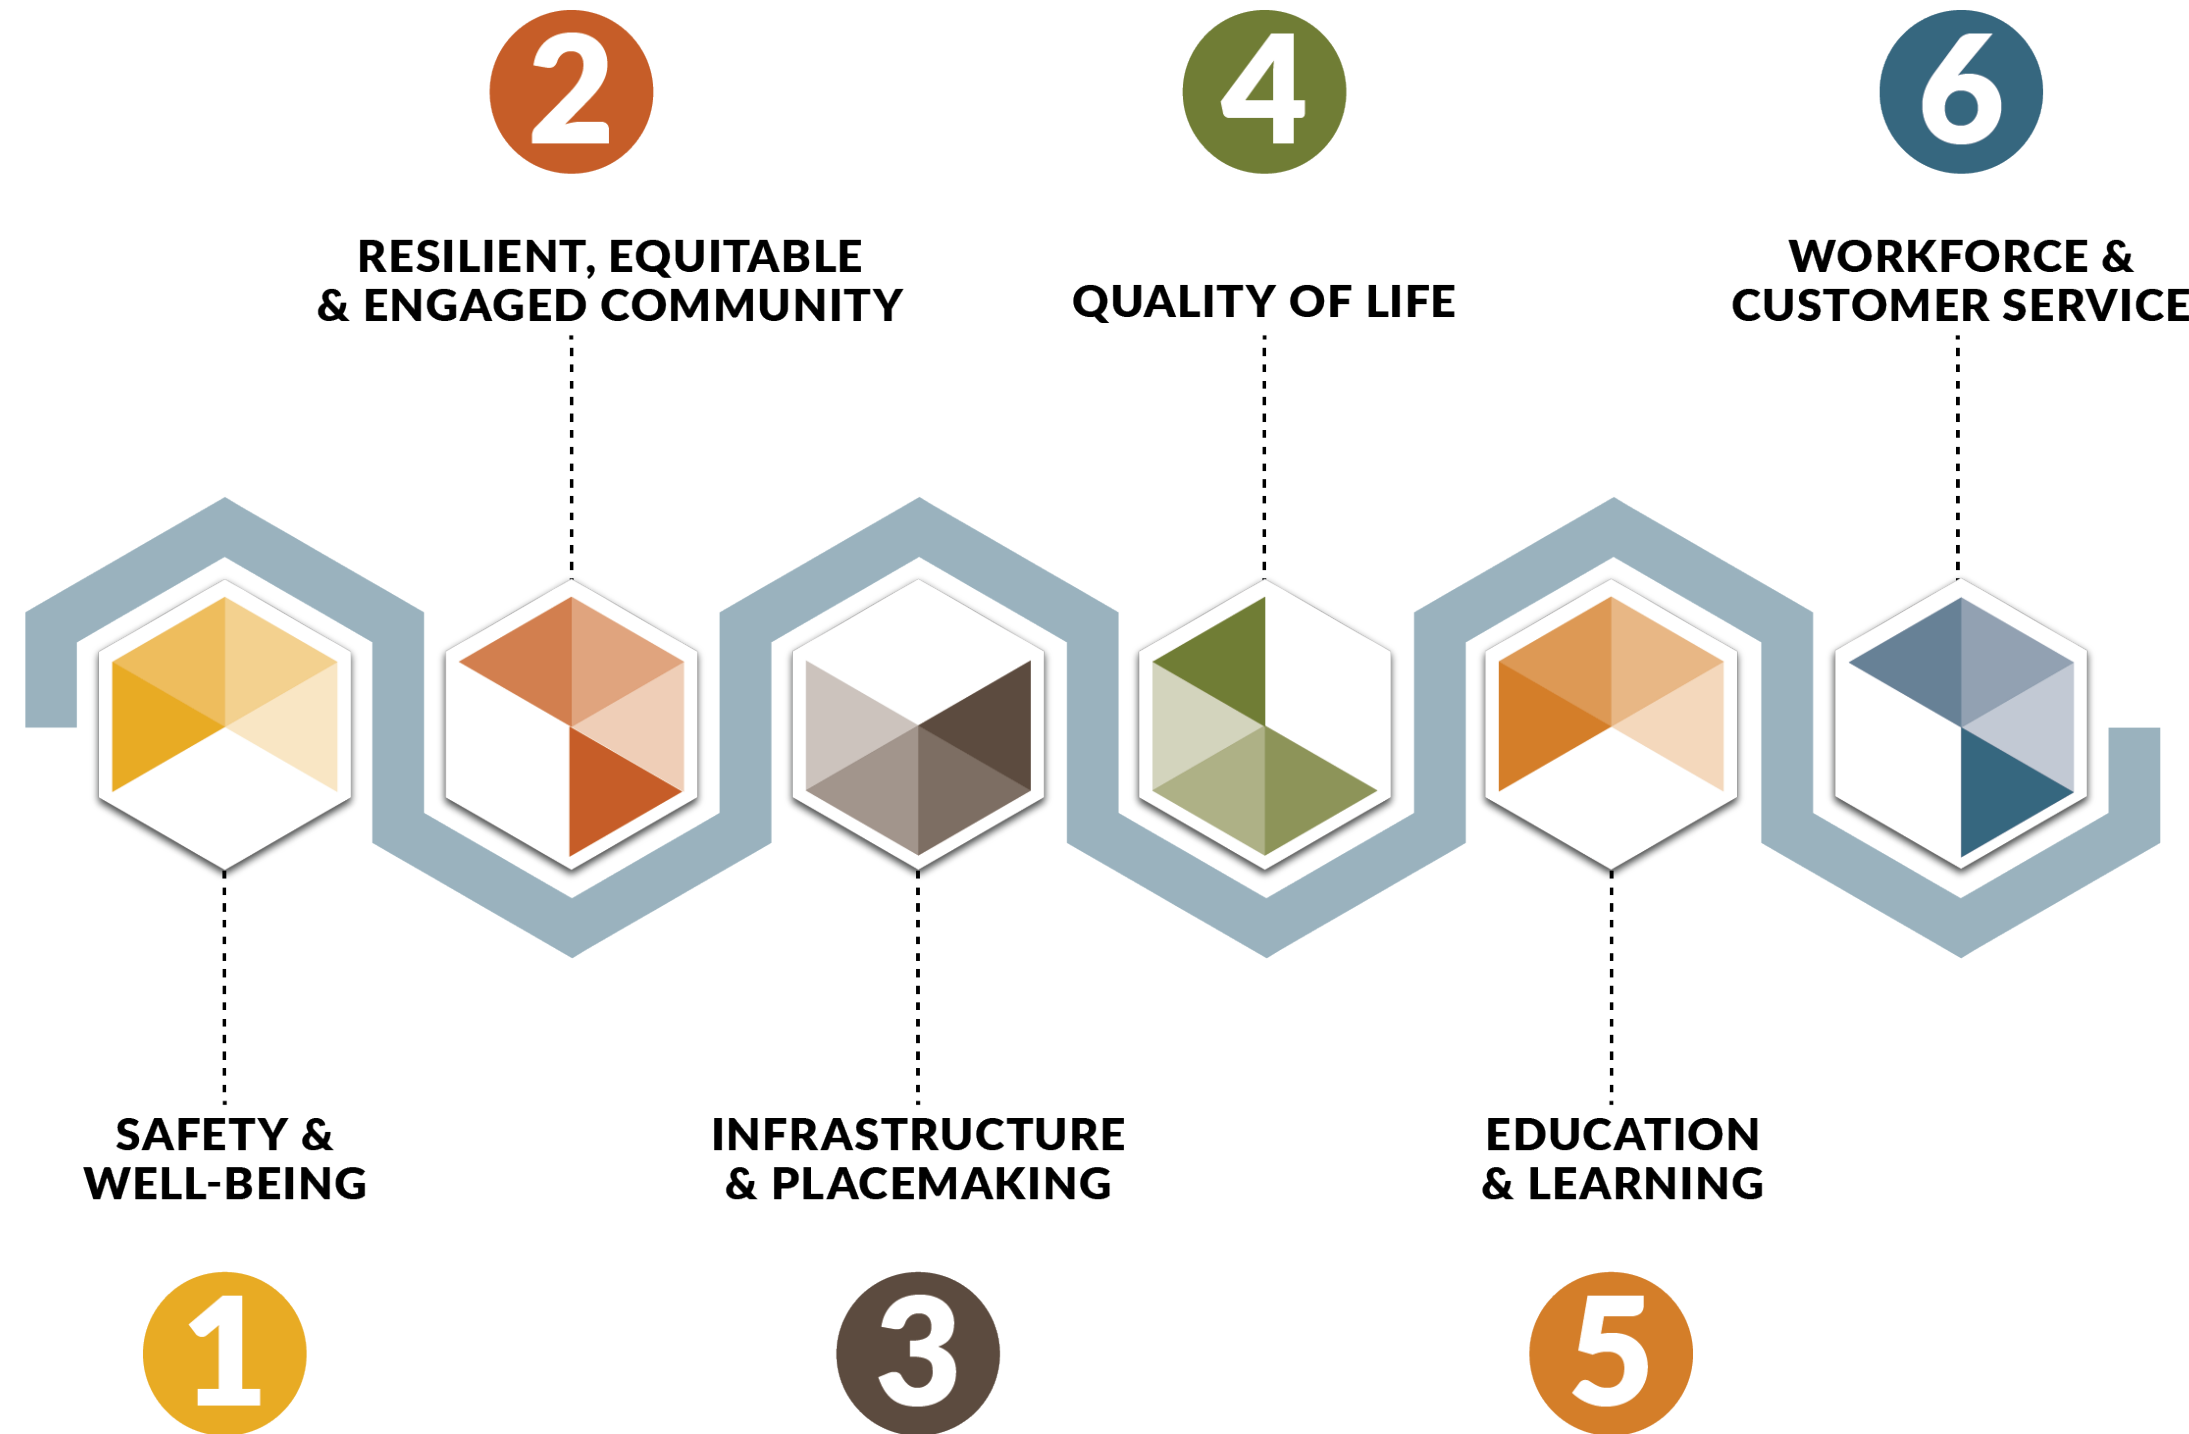 2
RESILIENT, EQUITABLE
& ENGAGED COMMUNITY
4
QUALITY OF LIFE
6
WORKFORCE &
CUSTOMER SERVICE
SAFETY &
WELL-BEING
1
INFRASTRUCTURE
& PLACEMAKING
3
EDUCATION
& LEARNING
5